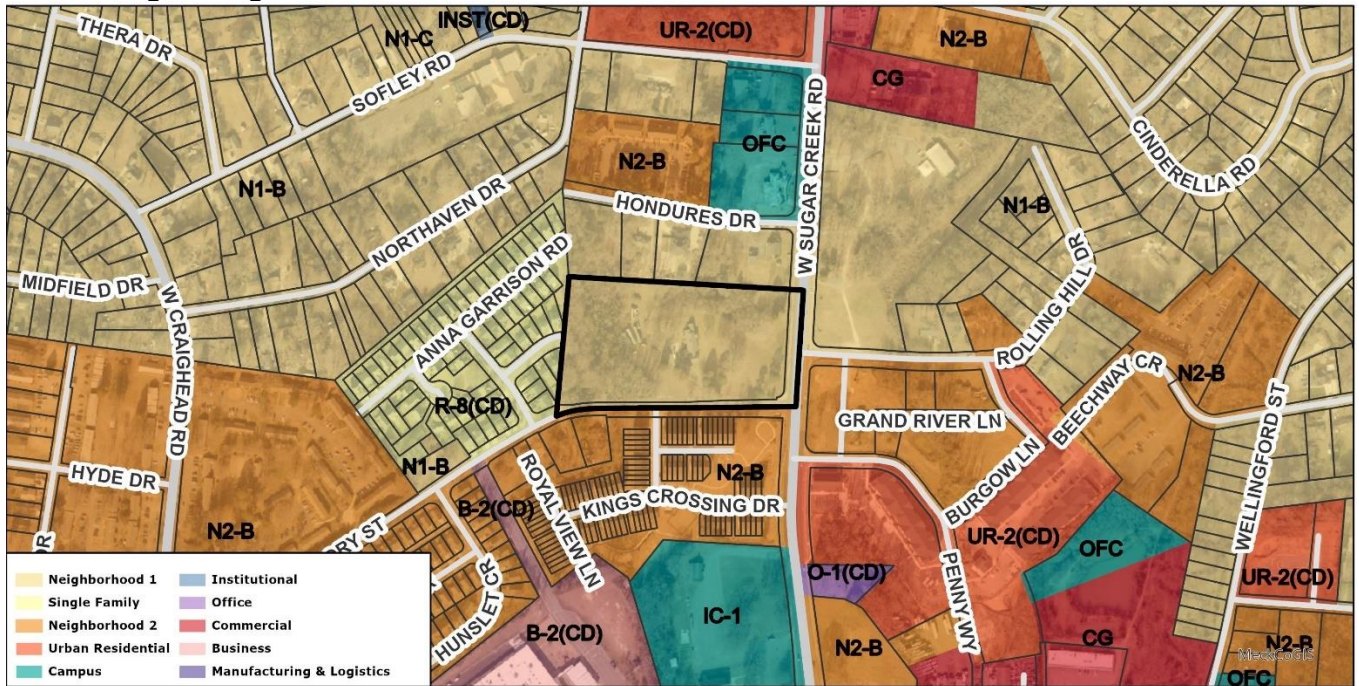 THERA DR
N1-C
INST(CD)
UR-2(CD)
N2-B
SOFLEY RD
CG
W SUGAR CREEK RD
CINDERELLA RD
OFC
N2-B
N1-B
NORTHAVEN DR
HONDURES DR
N1-B
ANNA GARRISON RD
MIDFIELD DR
W CRAIGHEAD RD
ROLLING HILL DR
BEECHWAY CR
N2-B
WELLINGFORD ST
R-8(CD)
GRAND RIVER LN
BURGOW LN
N1-B
HYDE DR
N2-B
B-2(CD)
ROYAL VIEW LN
KINGS CROSSING DR
N2-B
UR-2(CD)
OFC
RY ST
DR
HUNSLET CR
B-2(CD)
IC-1
O-1(CD)
PENNY WY
UR-2(CD)
N2-B
CG
N2-B
OFC
MeckCoGIS
Neighborhood 1
Single Family
Neighborhood 2
Urban Residential
Campus
Institutional
Office
Commercial
Business
Manufacturing & Logistics